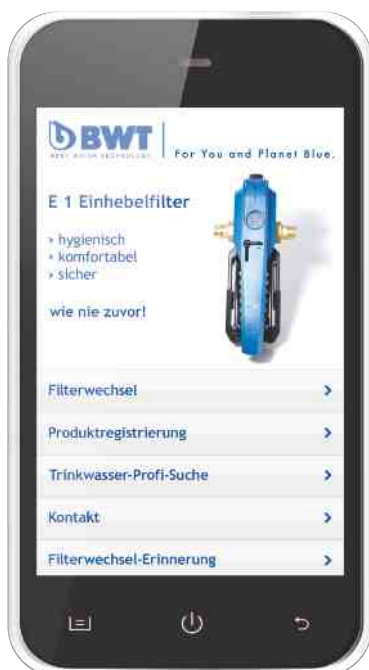 BWT
BEST WATER TECHNOLOGY
For You and Planet Blue.
E 1 Einhebelfilter
› hygienisch
› komfortabel
› sicher
wie nie zuvor!
Filterwechsel
Produktregistrierung
Trinkwasser-Profi-Suche
Kontakt
Filterwechsel-Erinnerung